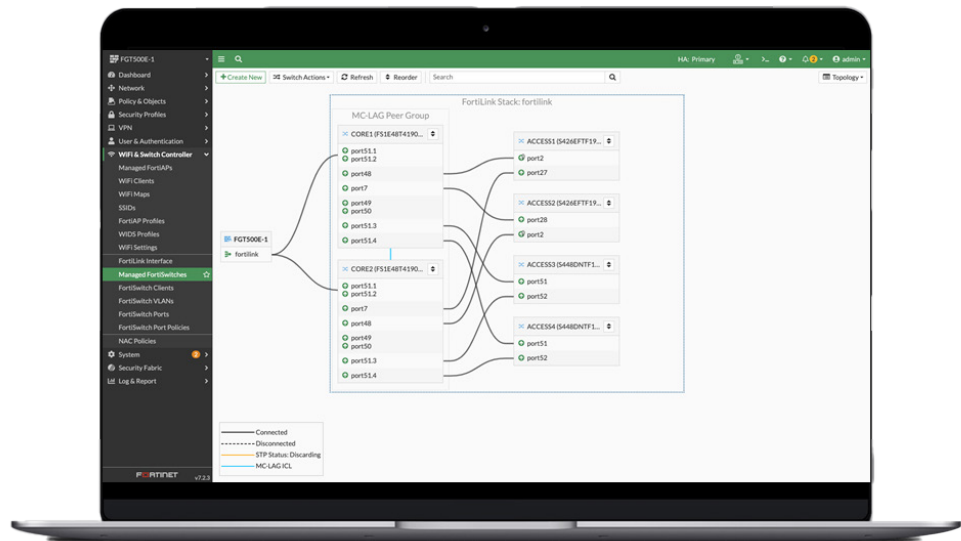 FGT500E-1
HA: Primary
2
admin
Dashboard
Network
Policy & Objects
Security Profiles
VPN
User & Authentication
WiFi & Switch Controller
Managed FortiAPs
WiFi Clients
WiFi Maps
SSIDs
FortiAP Profiles
WIDS Profiles
WiFi Settings
FortiLink Interface
Managed FortiSwitches
FortiSwitch Clients
FortiSwitch VLANs
FortiSwitch Ports
FortiSwitch Port Policies
NAC Policies
System
2
Security Fabric
Log & Report
FORTINET
v7.2.3
+Create New Switch Actions Refresh Reorder Search
Topology
FortiLink Stack: fortilink
MC-LAG Peer Group
FGT500E-1
fortilink
CORE1 (FS1E48T4190...
port51.1
port51.2
port48
port7
port49
port50
port51.3
port51.4
CORE2 (FS1E48T4190...
port51.1
port51.2
port7
port48
port49
port50
port51.3
port51.4
ACCESS1 (S426EFTF19...
port2
port27
ACCESS2 (S426EFTF19...
port28
port2
ACCESS3 (S448DNTF1...
port51
port52
ACCESS4 (S448DNTF1...
port51
port52
Connected
Disconnected
STP Status: Discarding
MC-LAG ICL